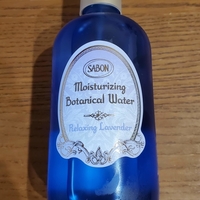 SABON
Moisturizing
Botanical Water
Relaxing Lavender